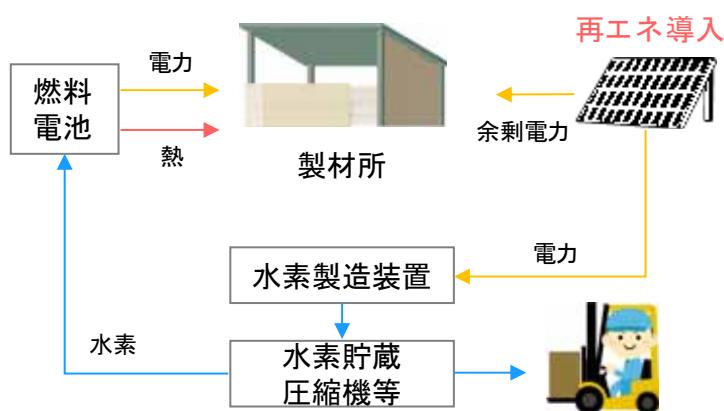 再エネ導入
電力
燃料
電池
余剰電力
熱
製材所
電力
水素製造装置
水素
水素貯蔵
圧縮機等